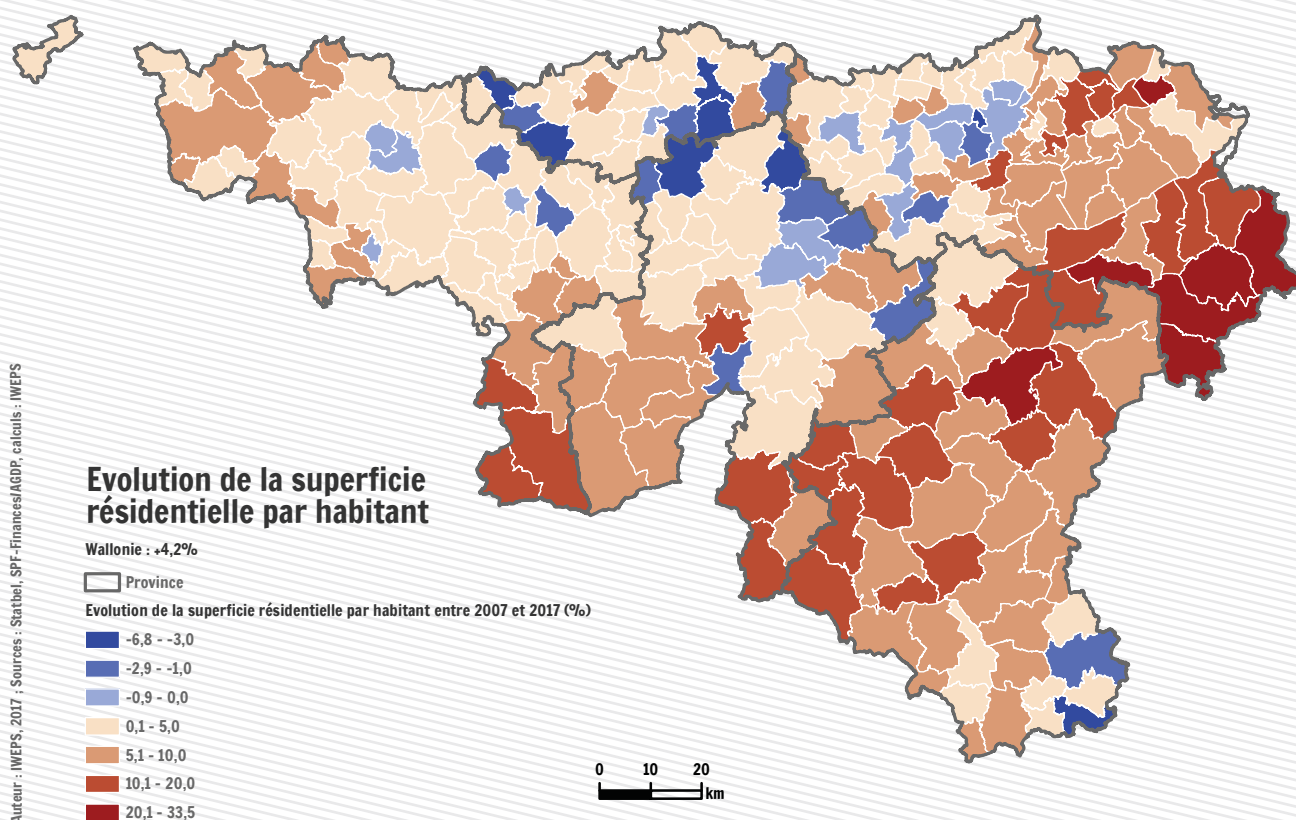 Evolution de la superficie
résidentielle par habitant
Wallonie : +4,2%
Province
Evolution de la superficie résidentielle par habitant entre 2007 et 2017 (%)
-6,8 - -3,0
-2,9 - -1,0
-0,9 - 0,0
0,1 - 5,0
5,1 - 10,0
10,1 - 20,0
20,1 - 33,5
0 10 20
km
Auteur : IWEPS, 2017 ; Sources : Statbel, SPF-Finances/AGDP, calculs : IWEPS